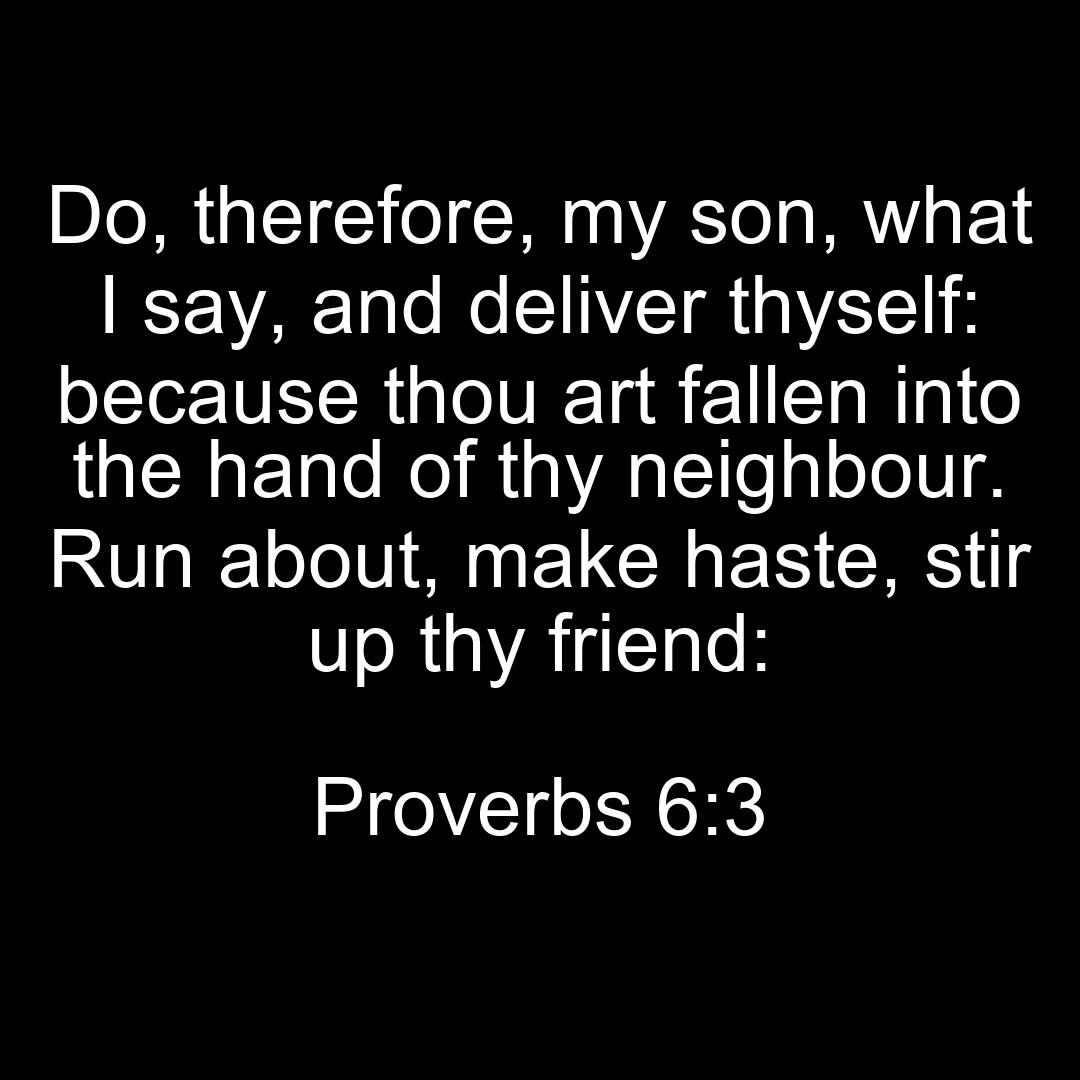 Do, therefore, my son, what
I say, and deliver thyself:
because thou art fallen into
the hand of thy neighbour.
Run about, make haste, stir
up thy friend:
Proverbs 6:3